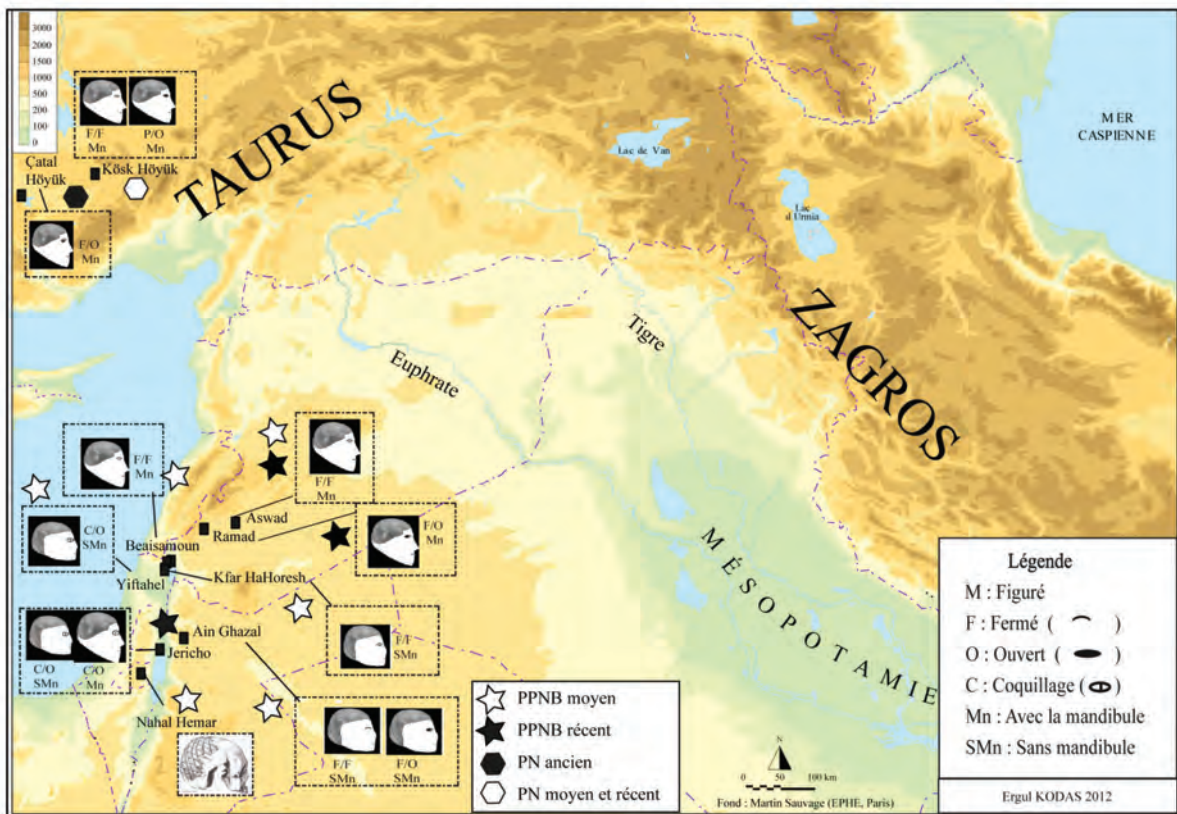 3000
2000
1000
500
200
100
0
F/F
Mn
P/O
Mn
Çatal
Höyük
Kösk Höyük
F/O
Mn
TAURUS
Lac de Van
Lac
d Urmia
MER
CASPIENNE
ZAGROS
Tigre
Euphrate
MÉSOPOTAMIE
F/F
Mn
F/F
Mn
C/O
SMn
Aswad
Ramad
F/O
Mn
Beaisamoun
Yiftahel
Kfar HaHoresh
F/F
SMn
Ain Ghazal
Jericho
C/O
SMn
C/O
Mn
Nahal Hemar
F/F
SMn
F/O
SMn
PPNB moyen
PPNB récent
PN ancien
PN moyen et récent
N
0 50 100 km
Fond : Martin Sauvage (EPHE, Paris)
Légende
M : Figuré
F : Fermé ( )
O : Ouvert ( )
C : Coquillage ( )
Mn : Avec la mandibule
SMn : Sans mandibule
Ergul KODAS 2012